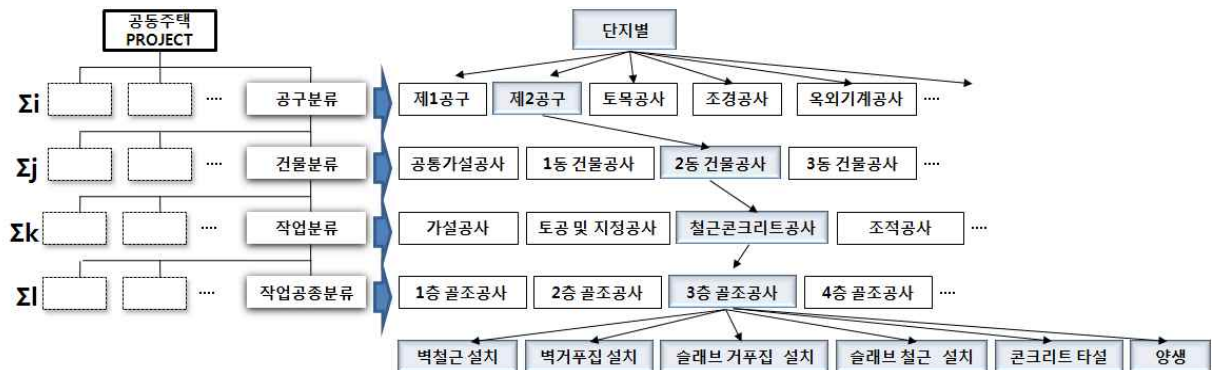 공동주택
PROJECT
단지별
Σi
....
공구분류
제1공구
제2공구
토목공사
조경공사
옥외기계공사
....
Σj
....
건물분류
공통가설공사
1동 건물공사
2동 건물공사
3동 건물공사
....
Σk
....
작업분류
가설공사
토공 및 지정공사
철근콘크리트공사
조적공사
....
Σl
....
작업공종분류
1층 골조공사
2층 골조공사
3층 골조공사
4층 골조공사
....
벽철근 설치
벽거푸집 설치
슬래브 거푸집 설치
슬래브 철근 설치
콘크리트 타설
양생